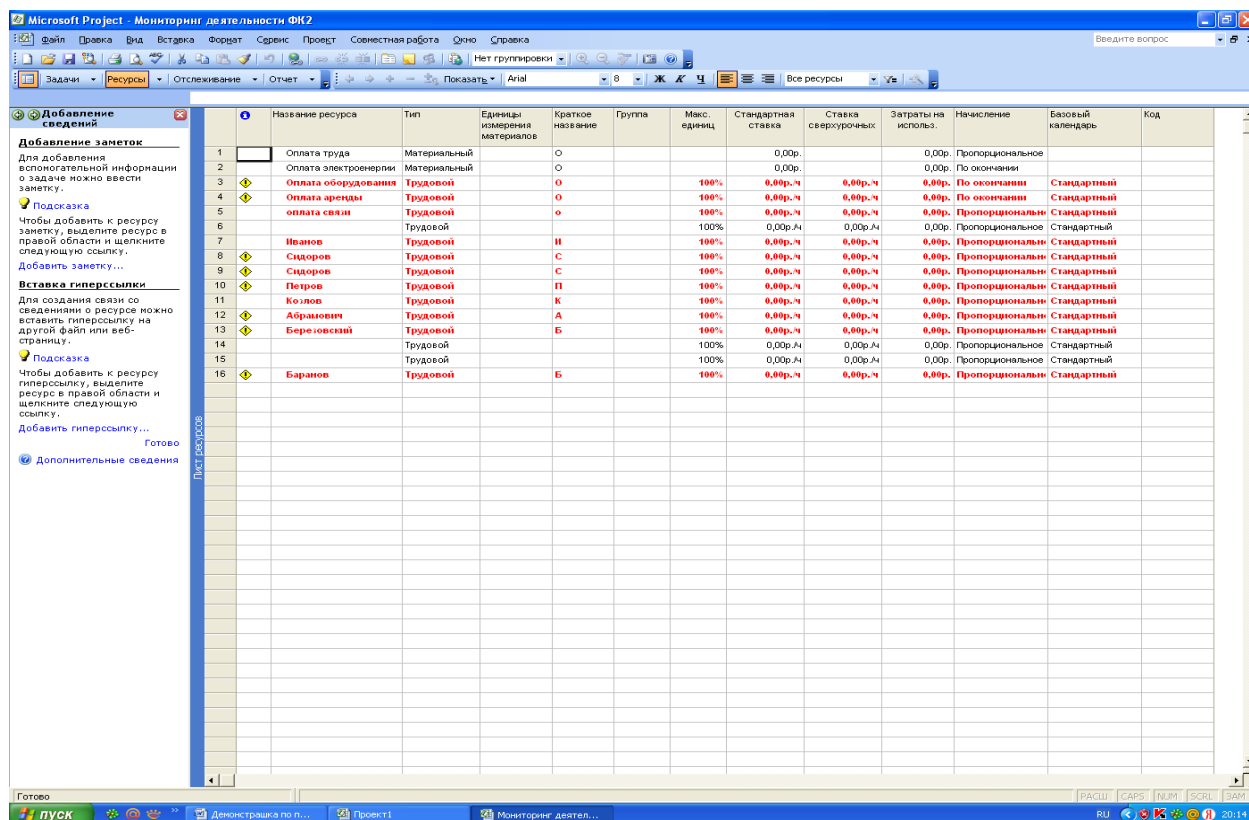 Microsoft Project - Мониторинг деятельности ФК2
Файл Правка Вид Вставка Формат Сервис Проект Совместная работа Окно Справка Введите вопрос
Нет группировки
Задачи Ресурсы Отслеживание Отчет Показать Arial 8 Ж К Ч Все ресурсы
Добавление сведений
Добавление заметок
Для добавления
вспомогательной информации
о задаче можно ввести
заметку.
Подсказка
Чтобы добавить к ресурсу
заметку, выделите ресурс в
правой области и щелкните
следующую ссылку.
Добавить заметку...
Вставка гиперссылки
Для создания связи со
сведениями о ресурсе можно
вставить гиперссылку на
другой файл или веб-
страницу.
Подсказка
Чтобы добавить к ресурсу
гиперссылку, выделите
ресурс в правой области и
щелкните следующую
ссылку.
Добавить гиперссылку...
Готово
Дополнительные сведения
Лист ресурсов
Название ресурса Тип Единицы измерения материалов Краткое название Группа Макс. единиц Стандартная ставка Ставка сверхурочных Затраты на использ. Начисление Базовый календарь Код
1 Оплата труда Материальный О 0,00р. 0,00р. Пропорциональное
2 Оплата электроенергии Материальный О 0,00р. 0,00р. По окончании
3 Оплата оборудования Трудовой О 100% 0,00р./ч 0,00р./ч 0,00р. По окончании Стандартный
4 Оплата аренды Трудовой О 100% 0,00р./ч 0,00р./ч 0,00р. По окончании Стандартный
5 оплата связи Трудовой о 100% 0,00р./ч 0,00р./ч 0,00р. Пропорциональн Стандартный
6 Трудовой 100% 0,00р./ч 0,00р./ч 0,00р. Пропорциональное Стандартный
7 Иванов Трудовой И 100% 0,00р./ч 0,00р./ч 0,00р. Пропорциональн Стандартный
8 Сидоров Трудовой С 100% 0,00р./ч 0,00р./ч 0,00р. Пропорциональн Стандартный
9 Сидоров Трудовой С 100% 0,00р./ч 0,00р./ч 0,00р. Пропорциональн Стандартный
10 Петров Трудовой П 100% 0,00р./ч 0,00р./ч 0,00р. Пропорциональн Стандартный
11 Козлов Трудовой К 100% 0,00р./ч 0,00р./ч 0,00р. Пропорциональн Стандартный
12 Абрамович Трудовой А 100% 0,00р./ч 0,00р./ч 0,00р. Пропорциональн Стандартный
13 Березовский Трудовой Б 100% 0,00р./ч 0,00р./ч 0,00р. Пропорциональн Стандартный
14 Трудовой 100% 0,00р./ч 0,00р./ч 0,00р. Пропорциональное Стандартный
15 Трудовой 100% 0,00р./ч 0,00р./ч 0,00р. Пропорциональное Стандартный
16 Баранов Трудовой Б 100% 0,00р./ч 0,00р./ч 0,00р. Пропорциональн Стандартный
Готово РАСШ CAPS NUM SCRL ЗАМ
пуск Демонстрашка по п... Проект1 Мониторинг деятел... RU 20:14